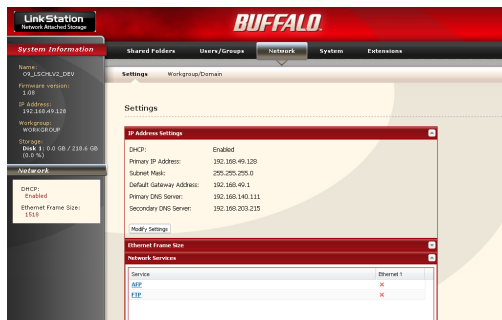 LinkStation
Network Attached Storage
BUFFALO
System Information
Shared Folders Users/Groups Network System Extensions
Name:
O9_LSCHLV2_DEV
Firmware version:
1.08
IP Address:
192.168.49.128
Workgroup:
WORKGROUP
Storage:
Disk 1: 0.0 GB / 218.6 GB
(0.0 %)
Network
DHCP:
Enabled
Ethernet Frame Size:
1518
Settings Workgroup/Domain
Settings
IP Address Settings
DHCP: Enabled
Primary IP Address: 192.168.49.128
Subnet Mask: 255.255.255.0
Default Gateway Address: 192.168.49.1
Primary DNS Server: 192.168.140.111
Secondary DNS Server: 192.168.203.215
Modify Settings
Ethernet Frame Size
Network Services
Service Ethernet 1
AFP
FTP